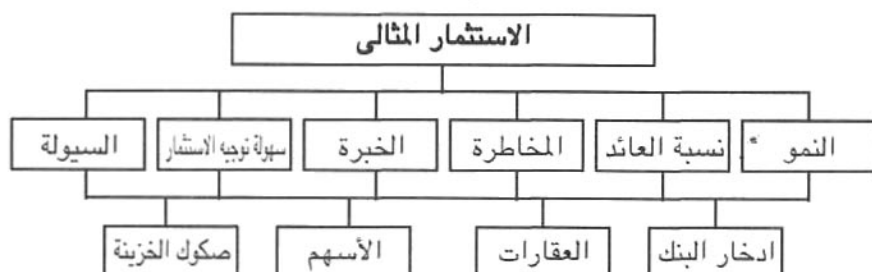 الاستثمار المثالى
النمو
نسبة العائد
المخاطرة
الخبرة
سهولة توجيه الاستثمار
السيولة
ادخار البنك
العقارات
الأسهم
صكوك الخزينة